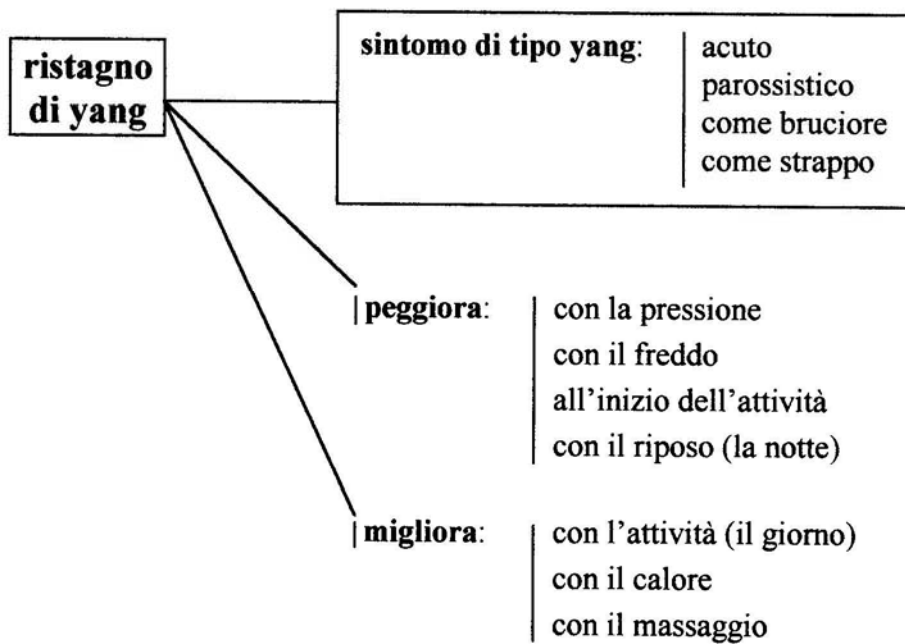 ristagno
di yang
sintomo di tipo yang:
acuto
parossistico
come bruciore
come strappo
peggiora:
con la pressione
con il freddo
all'inizio dell'attività
con il riposo (la notte)
migliora:
con l'attività (il giorno)
con il calore
con il massaggio